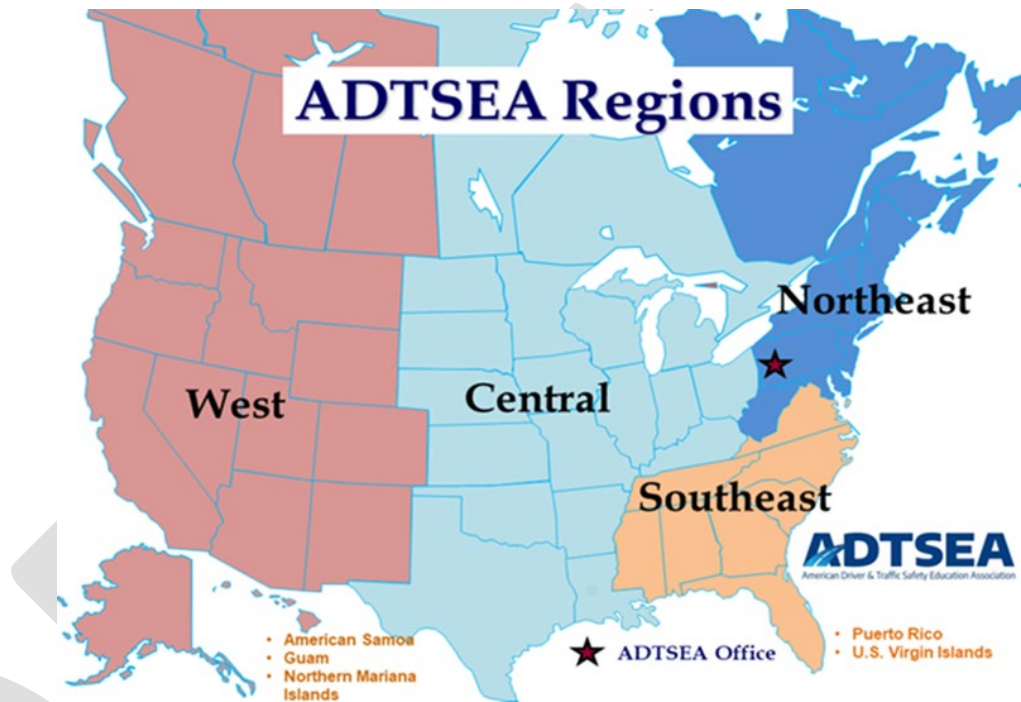 ADTSEA Regions
Northeast
West
Central
Southeast
ADTSEA
American Driver & Traffic Safety Education Association
• American Samoa
• Guam
• Northern Mariana
Islands
ADTSEA Office
• Puerto Rico
• U.S. Virgin Islands